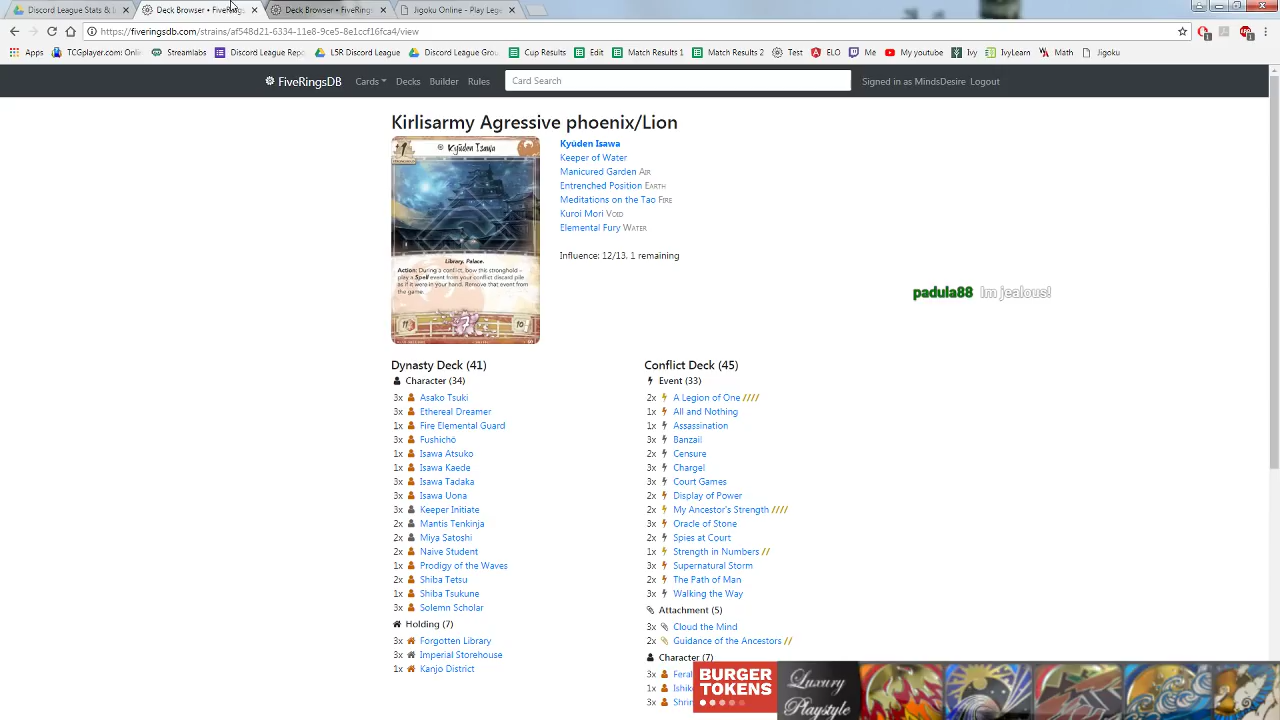 Discord League Stats & I
Deck Browser • FiveRings
Deck Browser • FiveRings
Jigoku Online - Play Lege
https://fiveringsdb.com/strains/af548d21-6334-11e8-9ce5-8e1ccf16fca4/view
Apps TCGplayer.com: Onli Streamlabs Discord League Repo L5R Discord League Discord League Grou Cup Results Edit Match Results 1 Match Results 2 Test ELO Me My youtube Ivy IvyLearn Math Jigoku
FiveRingsDB Cards Decks Builder Rules Card Search Signed in as MindsDesire Logout
Kirlisarmy Agressive phoenix/Lion
Kyūden Isawa
Library. Palace.
Action: During a conflict, bow this stronghold –
play a Spell event from your conflict discard pile
as if it were in your hand. Remove that event from
the game.
11 10
Kyūden Isawa
Keeper of Water
Manicured Garden Air
Entrenched Position Earth
Meditations on the Tao Fire
Kuroi Mori Void
Elemental Fury Water
Influence: 12/13, 1 remaining
padula88 Im jealous!
Dynasty Deck (41)
Character (34)
3x Asako Tsuki
3x Ethereal Dreamer
1x Fire Elemental Guard
3x Fushichō
1x Isawa Atsuko
1x Isawa Kaede
3x Isawa Tadaka
3x Isawa Uona
3x Keeper Initiate
2x Mantis Tenkinja
2x Miya Satoshi
2x Naive Student
1x Prodigy of the Waves
2x Shiba Tetsu
1x Shiba Tsukune
3x Solemn Scholar
Holding (7)
3x Forgotten Library
3x Imperial Storehouse
1x Kanjo District
Conflict Deck (45)
Event (33)
2x A Legion of One ////
1x All and Nothing
1x Assassination
3x Banzai!
2x Censure
3x Charge!
3x Court Games
2x Display of Power
2x My Ancestor's Strength ////
3x Oracle of Stone
2x Spies at Court
1x Strength in Numbers //
3x Supernatural Storm
2x The Path of Man
3x Walking the Way
Attachment (5)
3x Cloud the Mind
2x Guidance of the Ancestors //
Character (7)
3x Feral
1x Ishik
3x Shrin
BURGER
TOKENS
Luxury
Playstyle